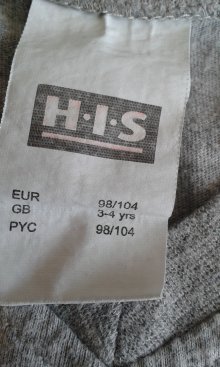 H·I·S
EUR 98/104
GB 3-4 yrs
PYC 98/104